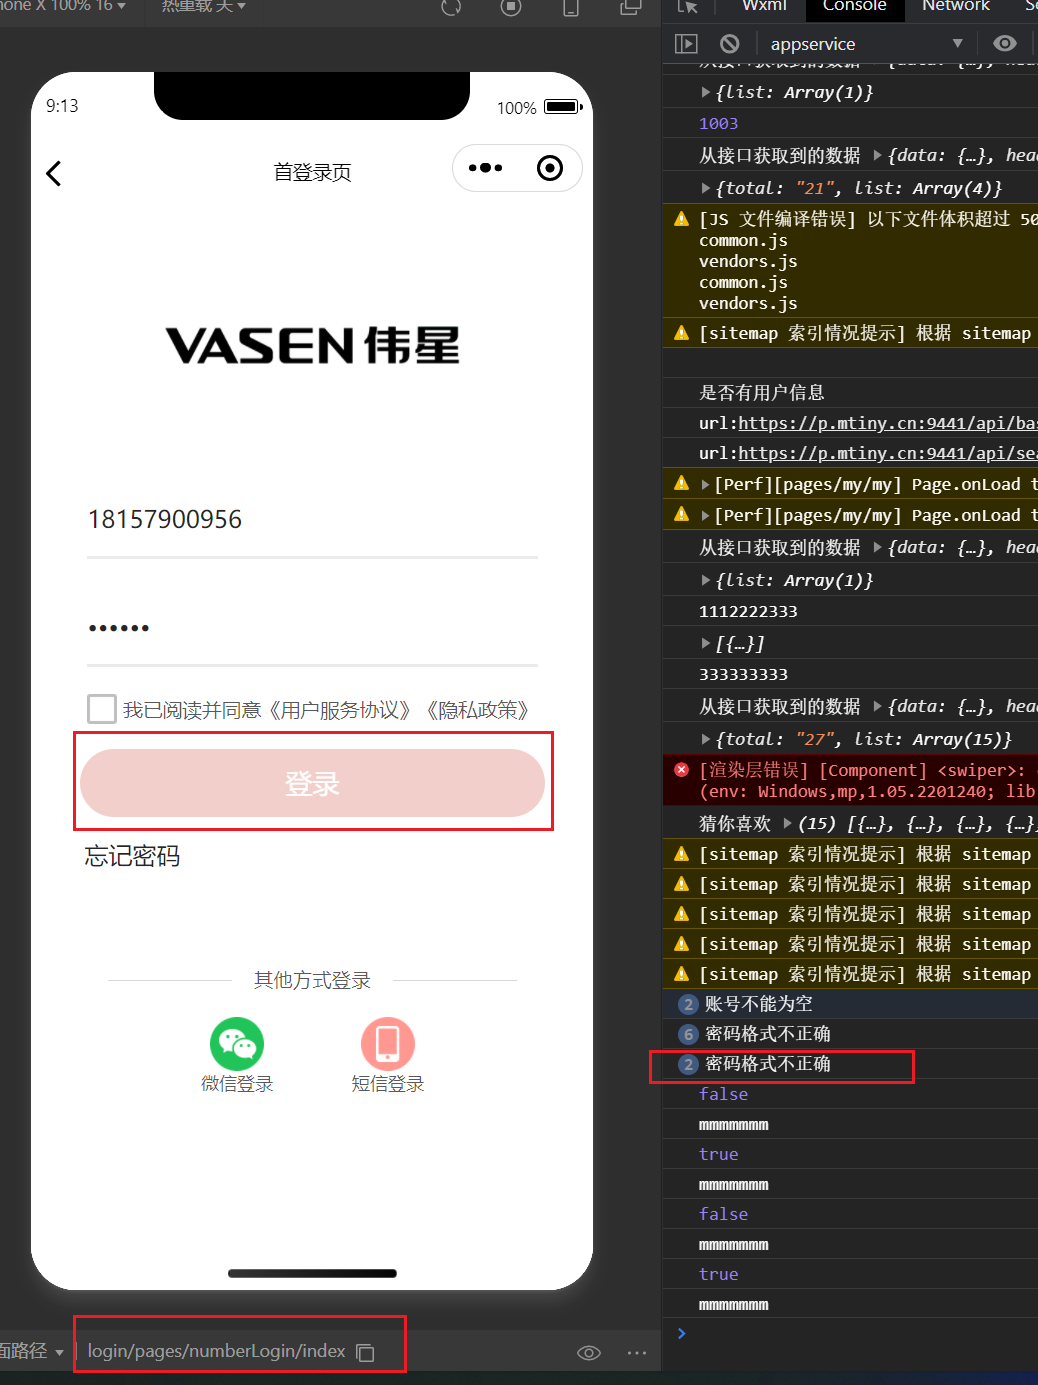 hone X 100% 16
热重载 关
Wxml
Console
Network
appservice
9:13
100%
首登录页
VASEN 伟星
18157900956
••••••
我已阅读并同意《用户服务协议》《隐私政策》
登录
忘记密码
其他方式登录
微信登录
短信登录
面路径
login/pages/numberLogin/index
从接口获取到的数据 {data: {…}, hea
{list: Array(1)}
1003
从接口获取到的数据 {data: {…}, hea
{total: "21", list: Array(4)}
[JS 文件编译错误] 以下文件体积超过 50
common.js
vendors.js
common.js
vendors.js
[sitemap 索引情况提示] 根据 sitemap
是否有用户信息
url:https://p.mtiny.cn:9441/api/bas
url:https://p.mtiny.cn:9441/api/sea
[Perf][pages/my/my] Page.onLoad t
[Perf][pages/my/my] Page.onLoad t
从接口获取到的数据 {data: {…}, hea
{list: Array(1)}
1112222333
[{…}]
333333333
从接口获取到的数据 {data: {…}, hea
{total: "27", list: Array(15)}
[渲染层错误] [Component] <swiper>:
(env: Windows,mp,1.05.2201240; lib
猜你喜欢 (15) [{…}, {…}, {…}, {…}
[sitemap 索引情况提示] 根据 sitemap
[sitemap 索引情况提示] 根据 sitemap
[sitemap 索引情况提示] 根据 sitemap
[sitemap 索引情况提示] 根据 sitemap
[sitemap 索引情况提示] 根据 sitemap
2 账号不能为空
6 密码格式不正确
2 密码格式不正确
false
mmmmmmm
true
mmmmmmm
false
mmmmmmm
true
mmmmmmm